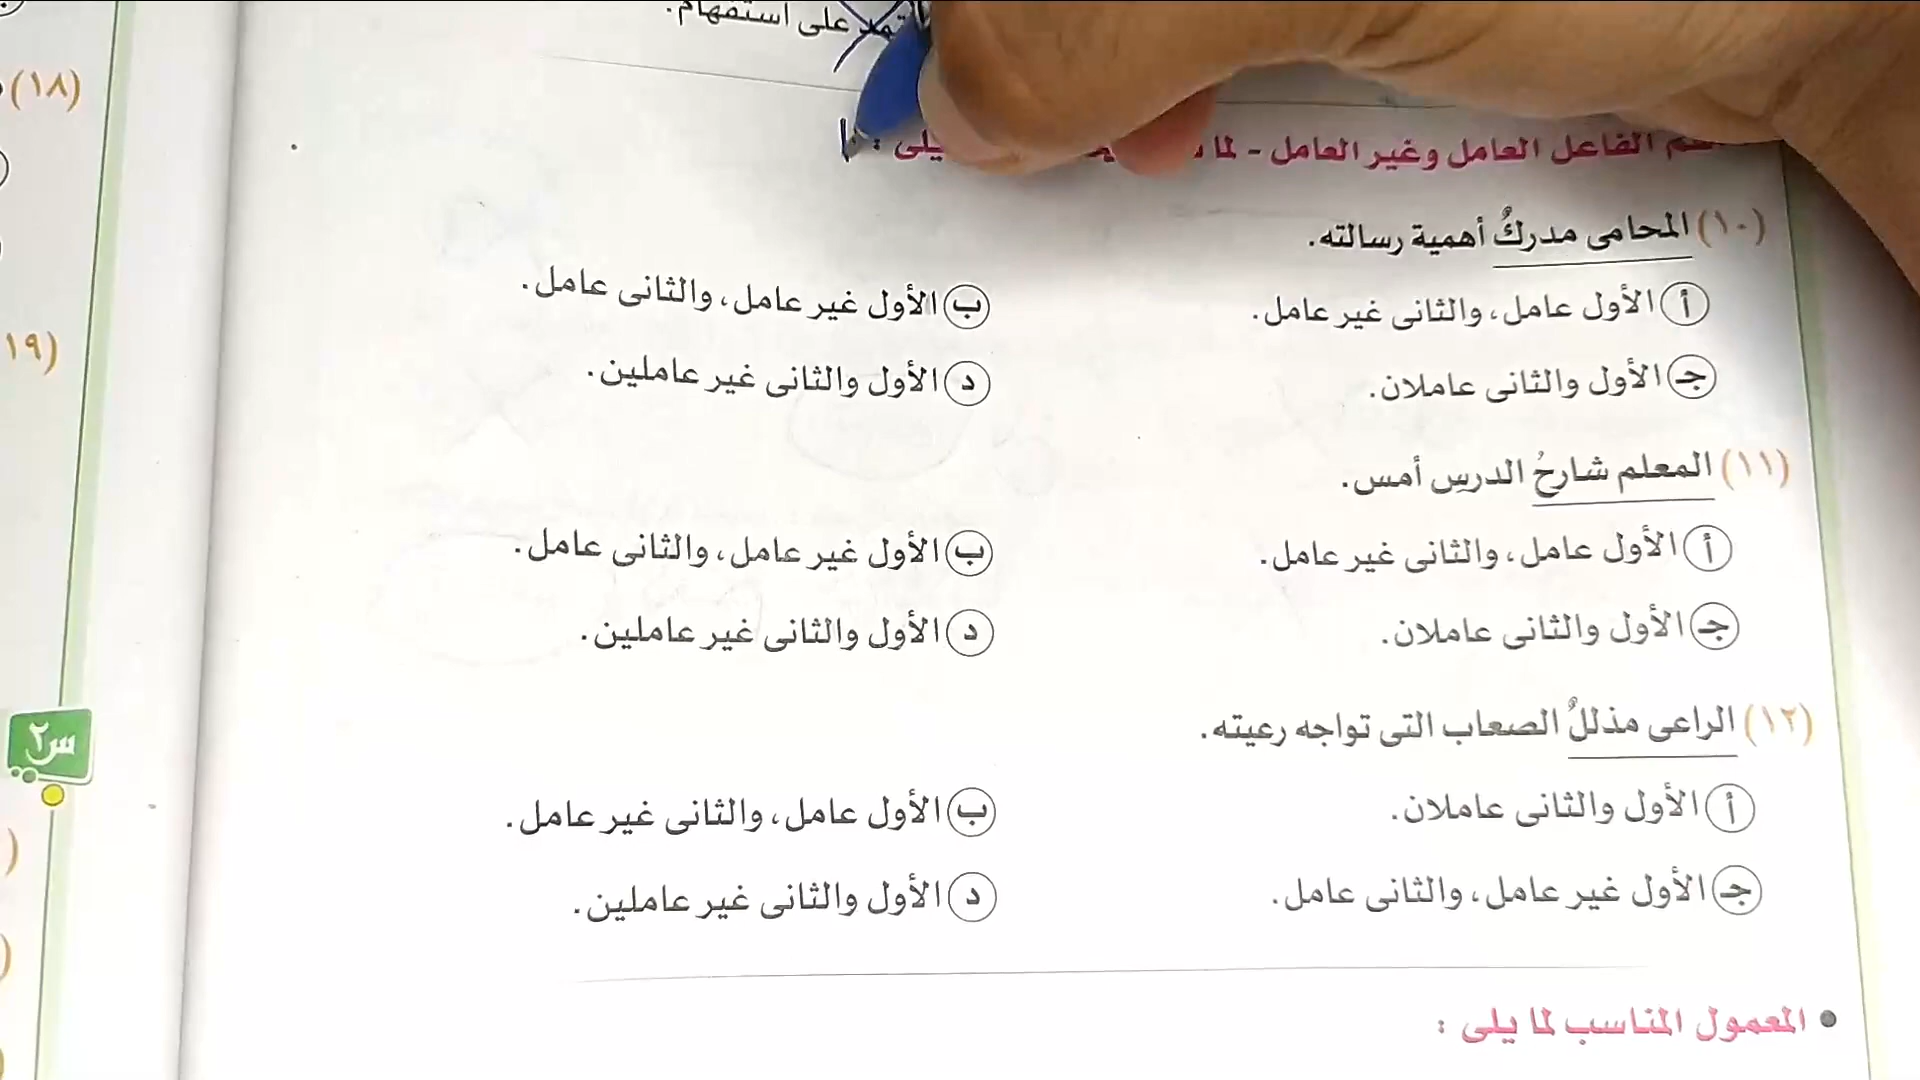 على استفهام.
الفاعل العامل وغير العامل - لما
يلى :
(١٠) المحامى مدركٌ أهمية رسالته.
أ الأول عامل، والثانى غير عامل.
ب الأول غير عامل، والثانى عامل.
جـ الأول والثانى عاملان.
د الأول والثانى غير عاملين.
(١١) المعلم شارحُ الدرسِ أمس.
أ الأول عامل، والثانى غير عامل.
ب الأول غير عامل، والثانى عامل.
جـ الأول والثانى عاملان.
د الأول والثانى غير عاملين.
(١٢) الراعى مذللٌ الصعاب التى تواجه رعيته.
أ الأول والثانى عاملان.
ب الأول عامل، والثانى غير عامل.
جـ الأول غير عامل، والثانى عامل.
د الأول والثانى غير عاملين.
• المعمول المناسب لما يلى :
(١٨)
١٩)
س٢